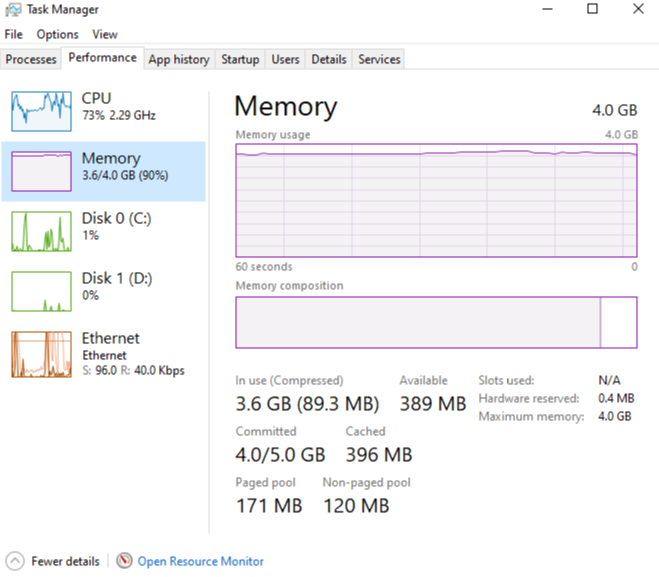 Task Manager
File Options View
Processes Performance App history Startup Users Details Services
CPU
73% 2.29 GHz
Memory
3.6/4.0 GB (90%)
Disk 0 (C:)
1%
Disk 1 (D:)
0%
Ethernet
Ethernet
S: 96.0 R: 40.0 Kbps
Memory 4.0 GB
Memory usage 4.0 GB
60 seconds 0
Memory composition
In use (Compressed) Available
3.6 GB (89.3 MB) 389 MB
Committed Cached
4.0/5.0 GB 396 MB
Paged pool Non-paged pool
171 MB 120 MB
Slots used: N/A
Hardware reserved: 0.4 MB
Maximum memory: 4.0 GB
Fewer details Open Resource Monitor